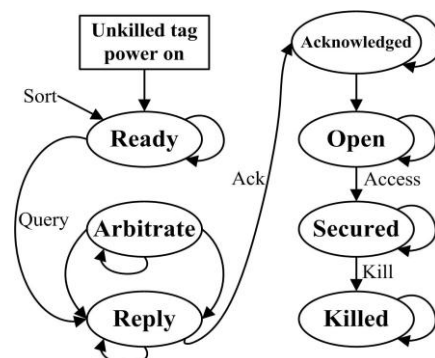 Unkilled tag
power on
Sort
Ready
Query
Arbitrate
Reply
Ack
Acknowledged
Open
Access
Secured
Kill
Killed